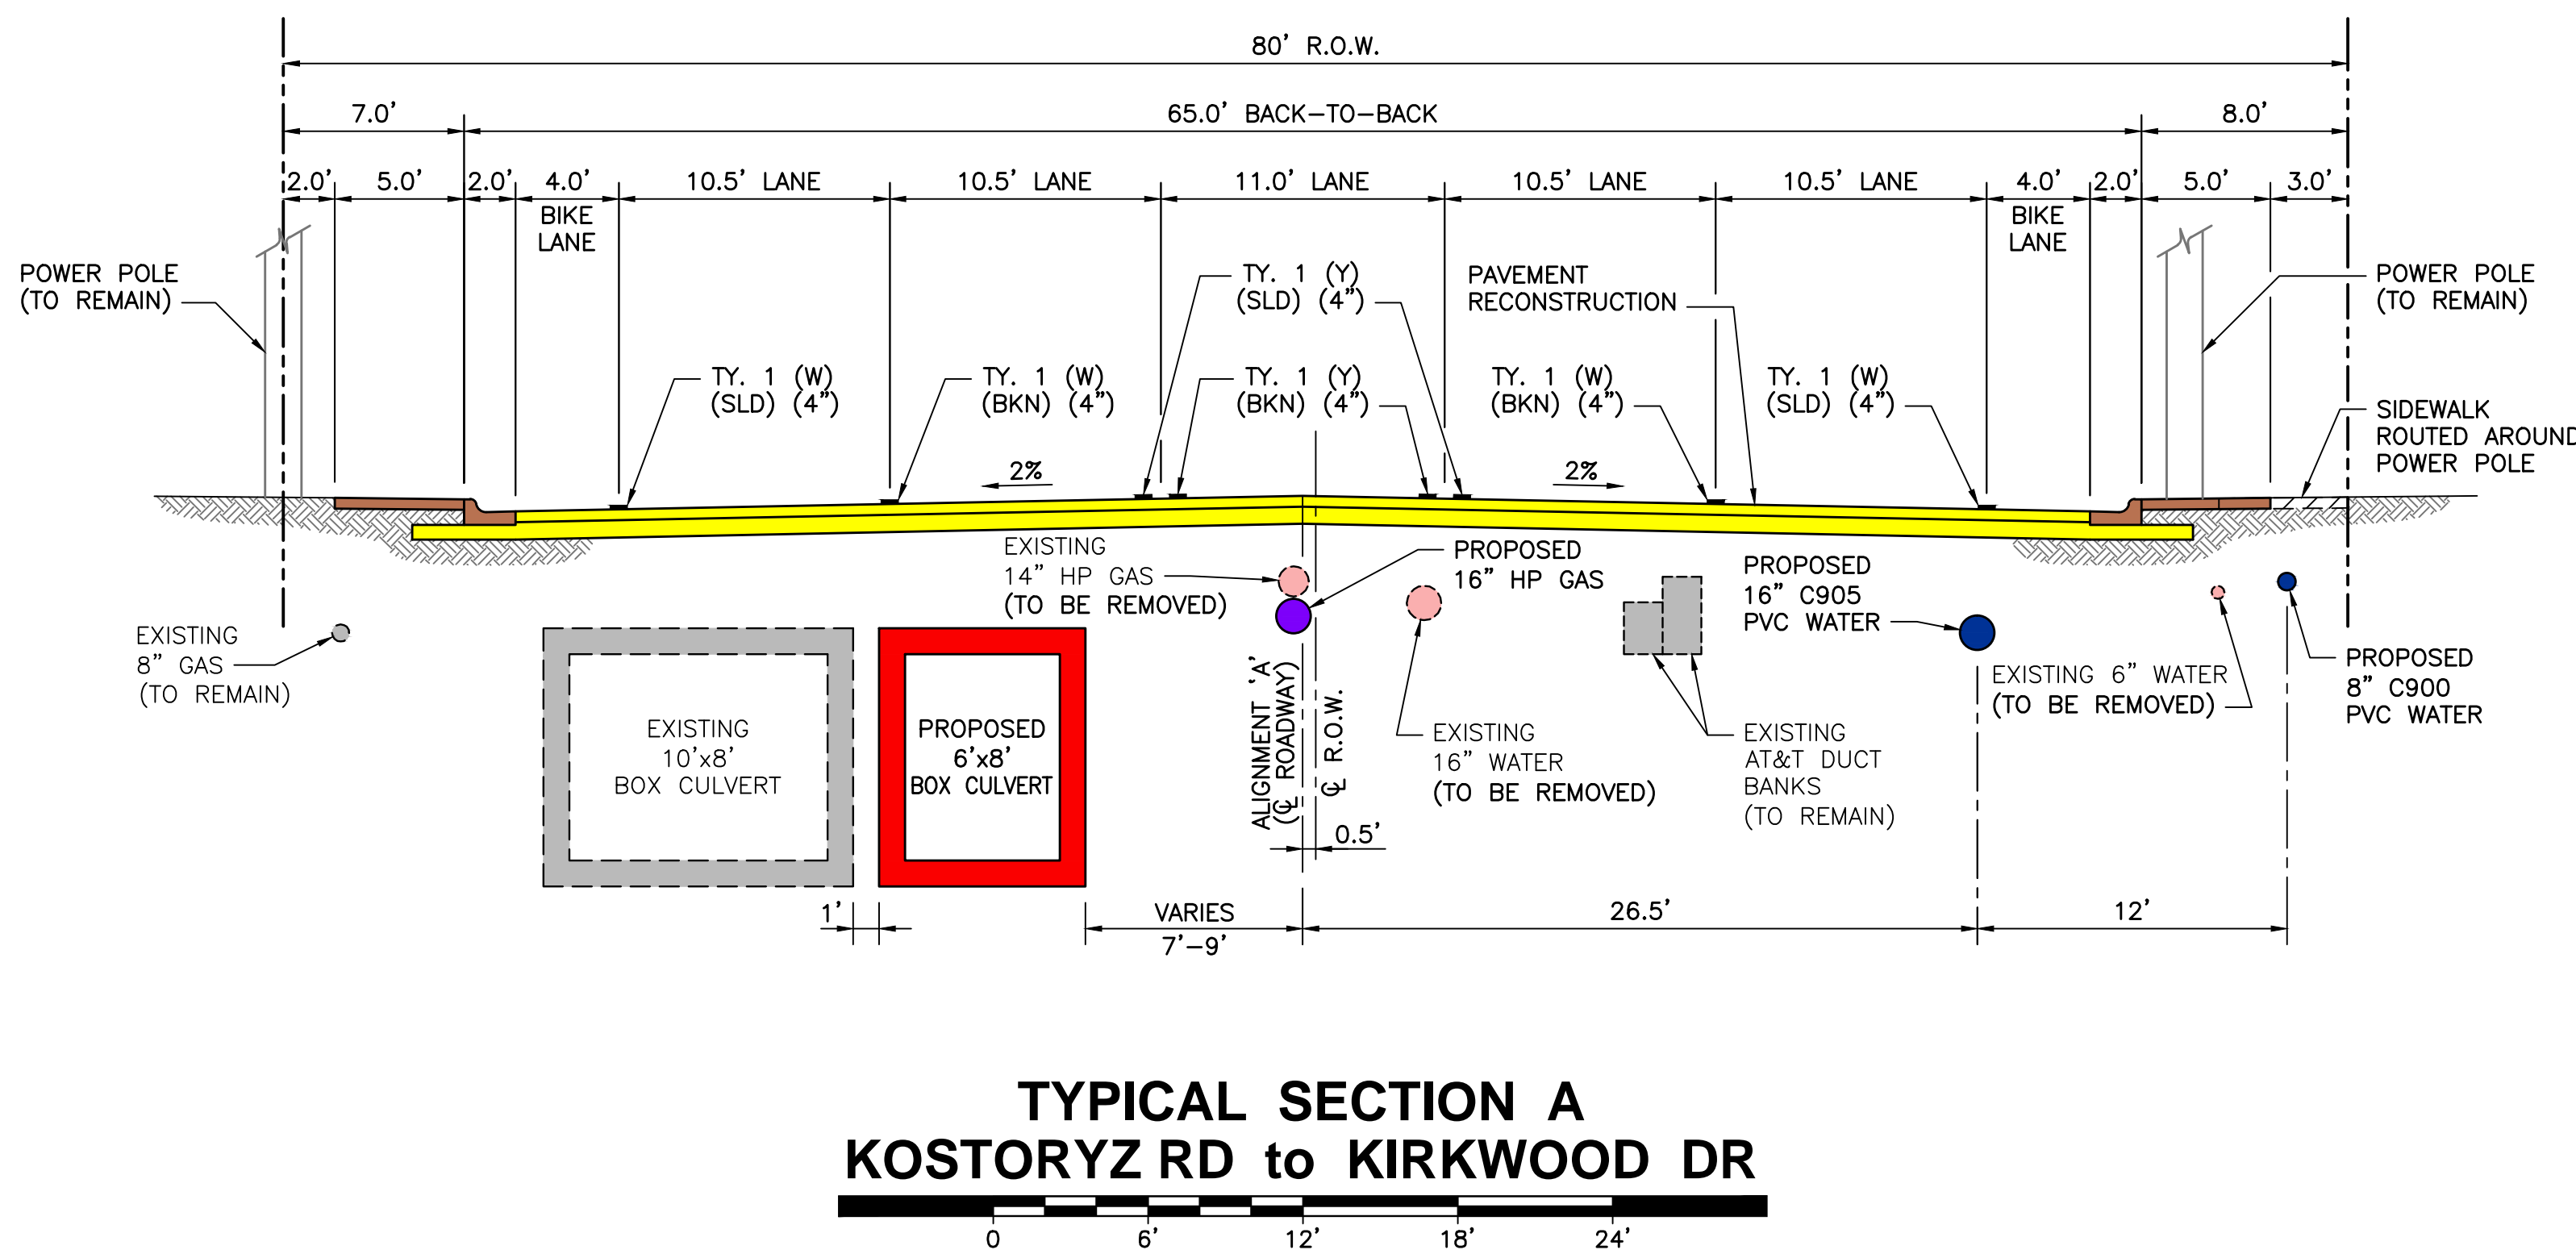 80' R.O.W.
7.0'
65.0' BACK-TO-BACK
8.0'
2.0'
5.0'
2.0'
4.0'
10.5' LANE
10.5' LANE
11.0' LANE
10.5' LANE
10.5' LANE
4.0'
2.0'
5.0'
3.0'
BIKE
LANE
BIKE
LANE
POWER POLE
(TO REMAIN)
TY. 1 (Y)
(SLD) (4")
PAVEMENT
RECONSTRUCTION
POWER POLE
(TO REMAIN)
TY. 1 (W)
(SLD) (4")
TY. 1 (W)
(BKN) (4")
TY. 1 (Y)
(BKN) (4")
TY. 1 (W)
(BKN) (4")
TY. 1 (W)
(SLD) (4")
SIDEWALK
ROUTED AROUND
POWER POLE
2%
2%
EXISTING
14" HP GAS
(TO BE REMOVED)
PROPOSED
16" HP GAS
PROPOSED
16" C905
PVC WATER
EXISTING
8" GAS
(TO REMAIN)
EXISTING 6" WATER
(TO BE REMOVED)
PROPOSED
8" C900
PVC WATER
EXISTING
10'x8'
BOX CULVERT
PROPOSED
6'x8'
BOX CULVERT
ALIGNMENT 'A'
(℄ ROADWAY)
℄ R.O.W.
EXISTING
16" WATER
(TO BE REMOVED)
EXISTING
AT&T DUCT
BANKS
(TO REMAIN)
0.5'
1'
VARIES
7'-9'
26.5'
12'
TYPICAL SECTION A
KOSTORYZ RD to KIRKWOOD DR
0 6' 12' 18' 24'